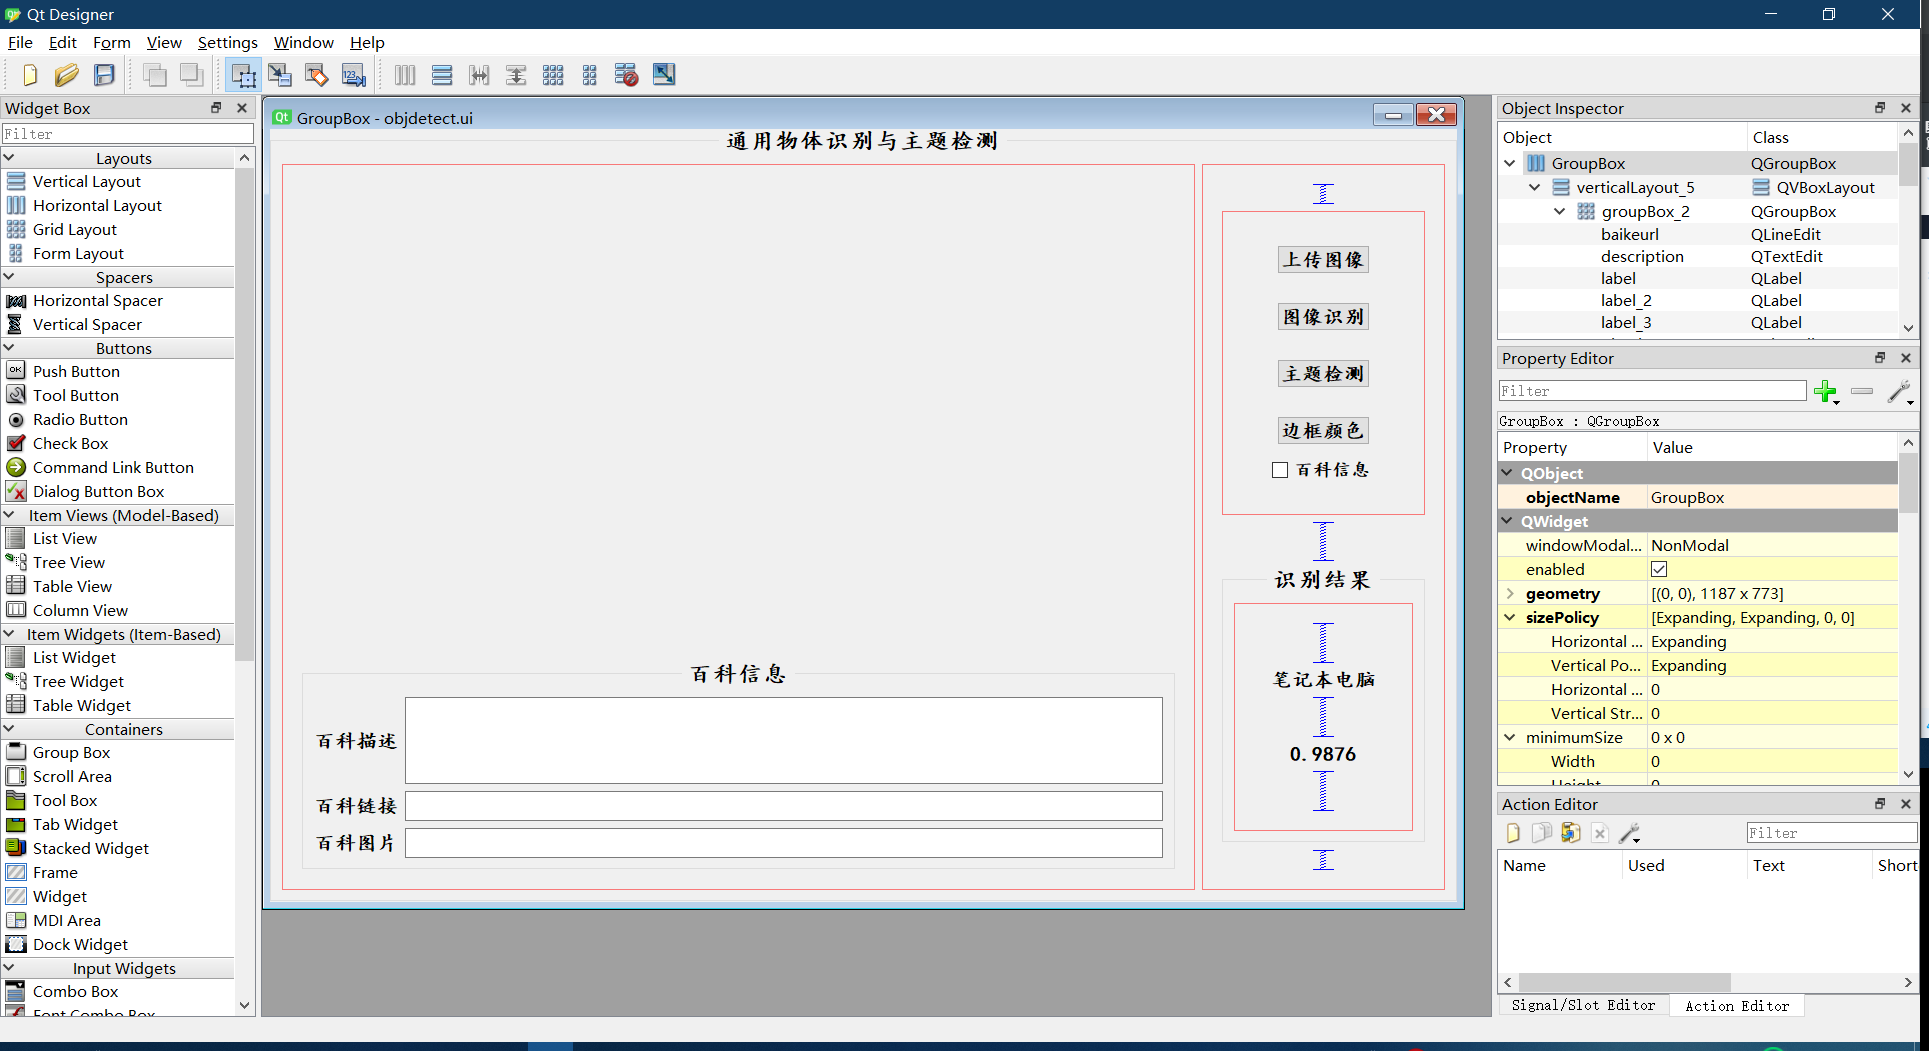 Qt Designer
File Edit Form View Settings Window Help
Widget Box
Filter
Layouts
Vertical Layout
Horizontal Layout
Grid Layout
Form Layout
Spacers
Horizontal Spacer
Vertical Spacer
Buttons
Push Button
Tool Button
Radio Button
Check Box
Command Link Button
Dialog Button Box
Item Views (Model-Based)
List View
Tree View
Table View
Column View
Item Widgets (Item-Based)
List Widget
Tree Widget
Table Widget
Containers
Group Box
Scroll Area
Tool Box
Tab Widget
Stacked Widget
Frame
Widget
MDI Area
Dock Widget
Input Widgets
Combo Box
Font Combo Box
GroupBox - objdetect.ui
通用物体识别与主题检测
上传图像
图像识别
主题检测
边框颜色
百科信息
识别结果
笔记本电脑
0.9876
百科信息
百科描述
百科链接
百科图片
Object Inspector
Object Class
GroupBox QGroupBox
verticalLayout_5 QVBoxLayout
groupBox_2 QGroupBox
baikeurl QLineEdit
description QTextEdit
label QLabel
label_2 QLabel
label_3 QLabel
Property Editor
Filter
GroupBox : QGroupBox
Property Value
QObject
objectName GroupBox
QWidget
windowModal... NonModal
enabled
geometry [(0, 0), 1187 x 773]
sizePolicy [Expanding, Expanding, 0, 0]
Horizontal ... Expanding
Vertical Po... Expanding
Horizontal ... 0
Vertical Str... 0
minimumSize 0 x 0
Width 0
Height 0
Action Editor
Filter
Name Used Text Short
Signal/Slot Editor Action Editor